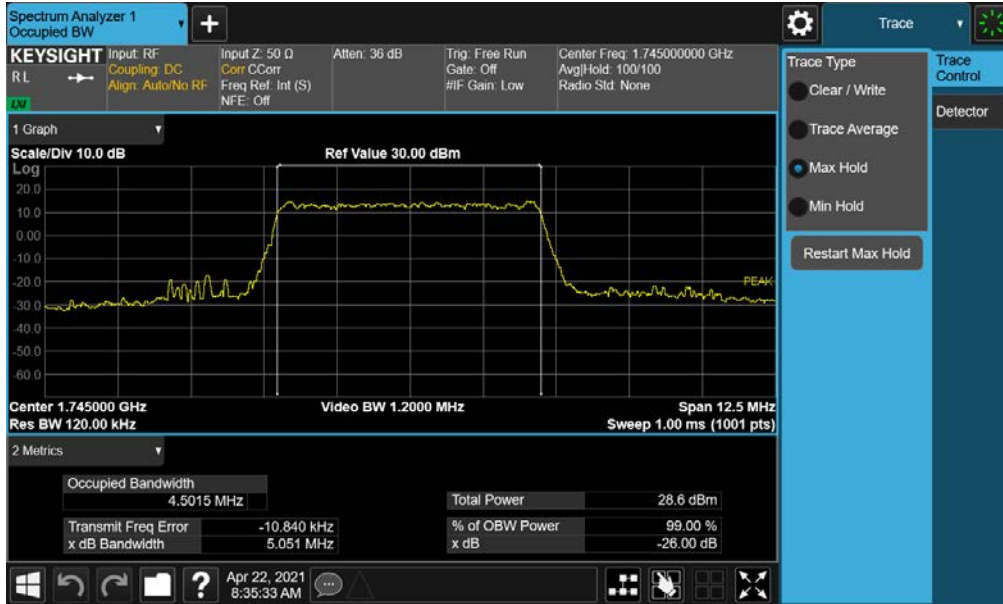 Spectrum Analyzer 1
Occupied BW
+
Trace
KEYSIGHT
RL
LXI
Input: RF
Coupling: DC
Align: Auto/No RF
Input Z: 50 Ω
Corr CCorr
Freq Ref: Int (S)
NFE: Off
Atten: 36 dB
Trig: Free Run
Gate: Off
#IF Gain: Low
Center Freq: 1.745000000 GHz
Avg|Hold: 100/100
Radio Std: None
Trace Type
Clear / Write
Trace Average
Max Hold
Min Hold
Restart Max Hold
Trace
Control
Detector
1 Graph
Scale/Div 10.0 dB
Ref Value 30.00 dBm
Log
20.0
10.0
0.00
-10.0
-20.0
-30.0
-40.0
-50.0
-60.0
PEAK
Center 1.745000 GHz
Video BW 1.2000 MHz
Span 12.5 MHz
Res BW 120.00 kHz
Sweep 1.00 ms (1001 pts)
2 Metrics
Occupied Bandwidth
4.5015 MHz
Total Power 28.6 dBm
Transmit Freq Error -10.840 kHz
% of OBW Power 99.00 %
x dB Bandwidth 5.051 MHz
x dB -26.00 dB
?
Apr 22, 2021
8:35:33 AM